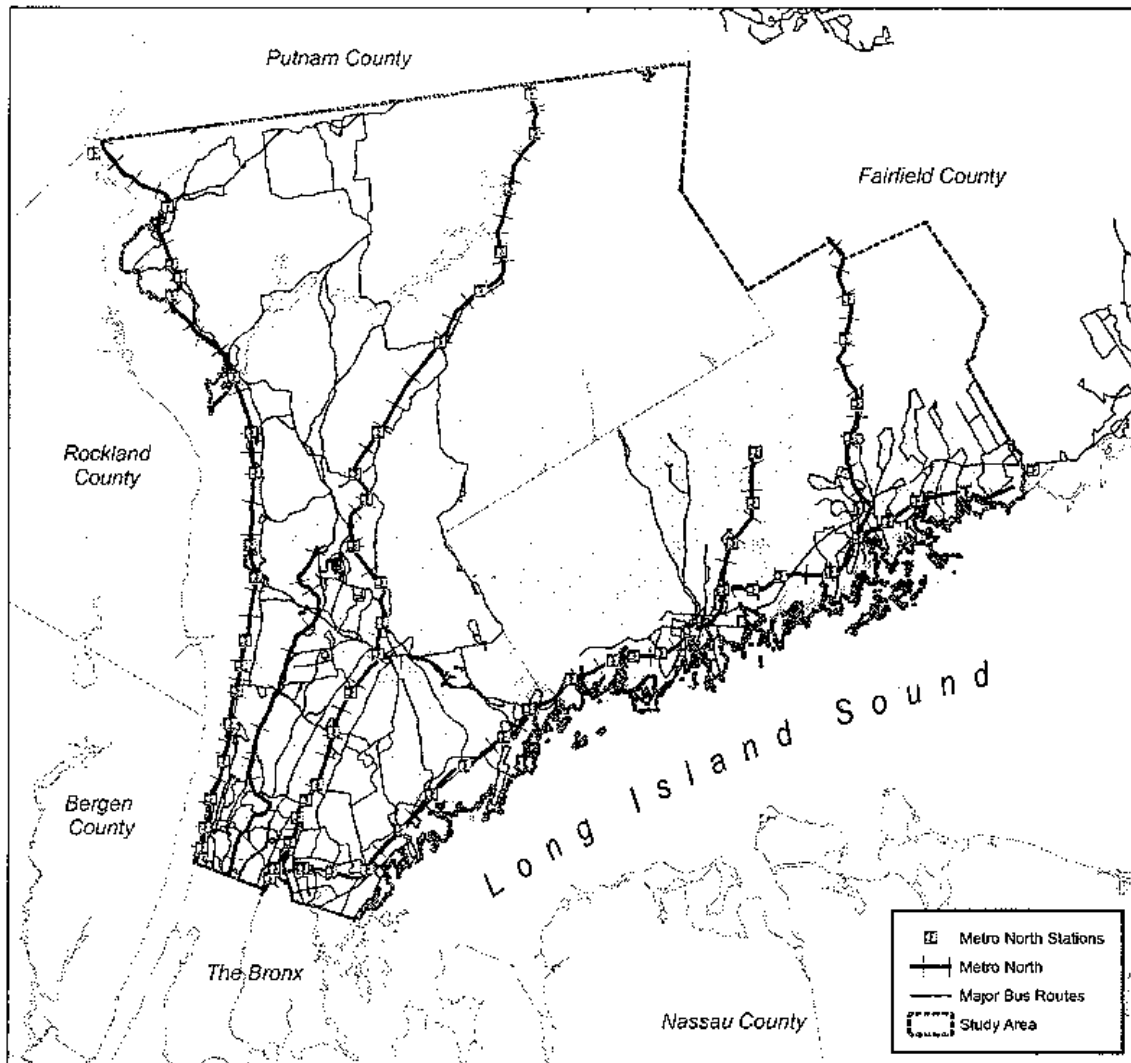 Putnam County
Fairfield County
Rockland
County
Long Island Sound
Bergen
County
The Bronx
Nassau County
Metro North Stations
Metro North
Major Bus Routes
Study Area